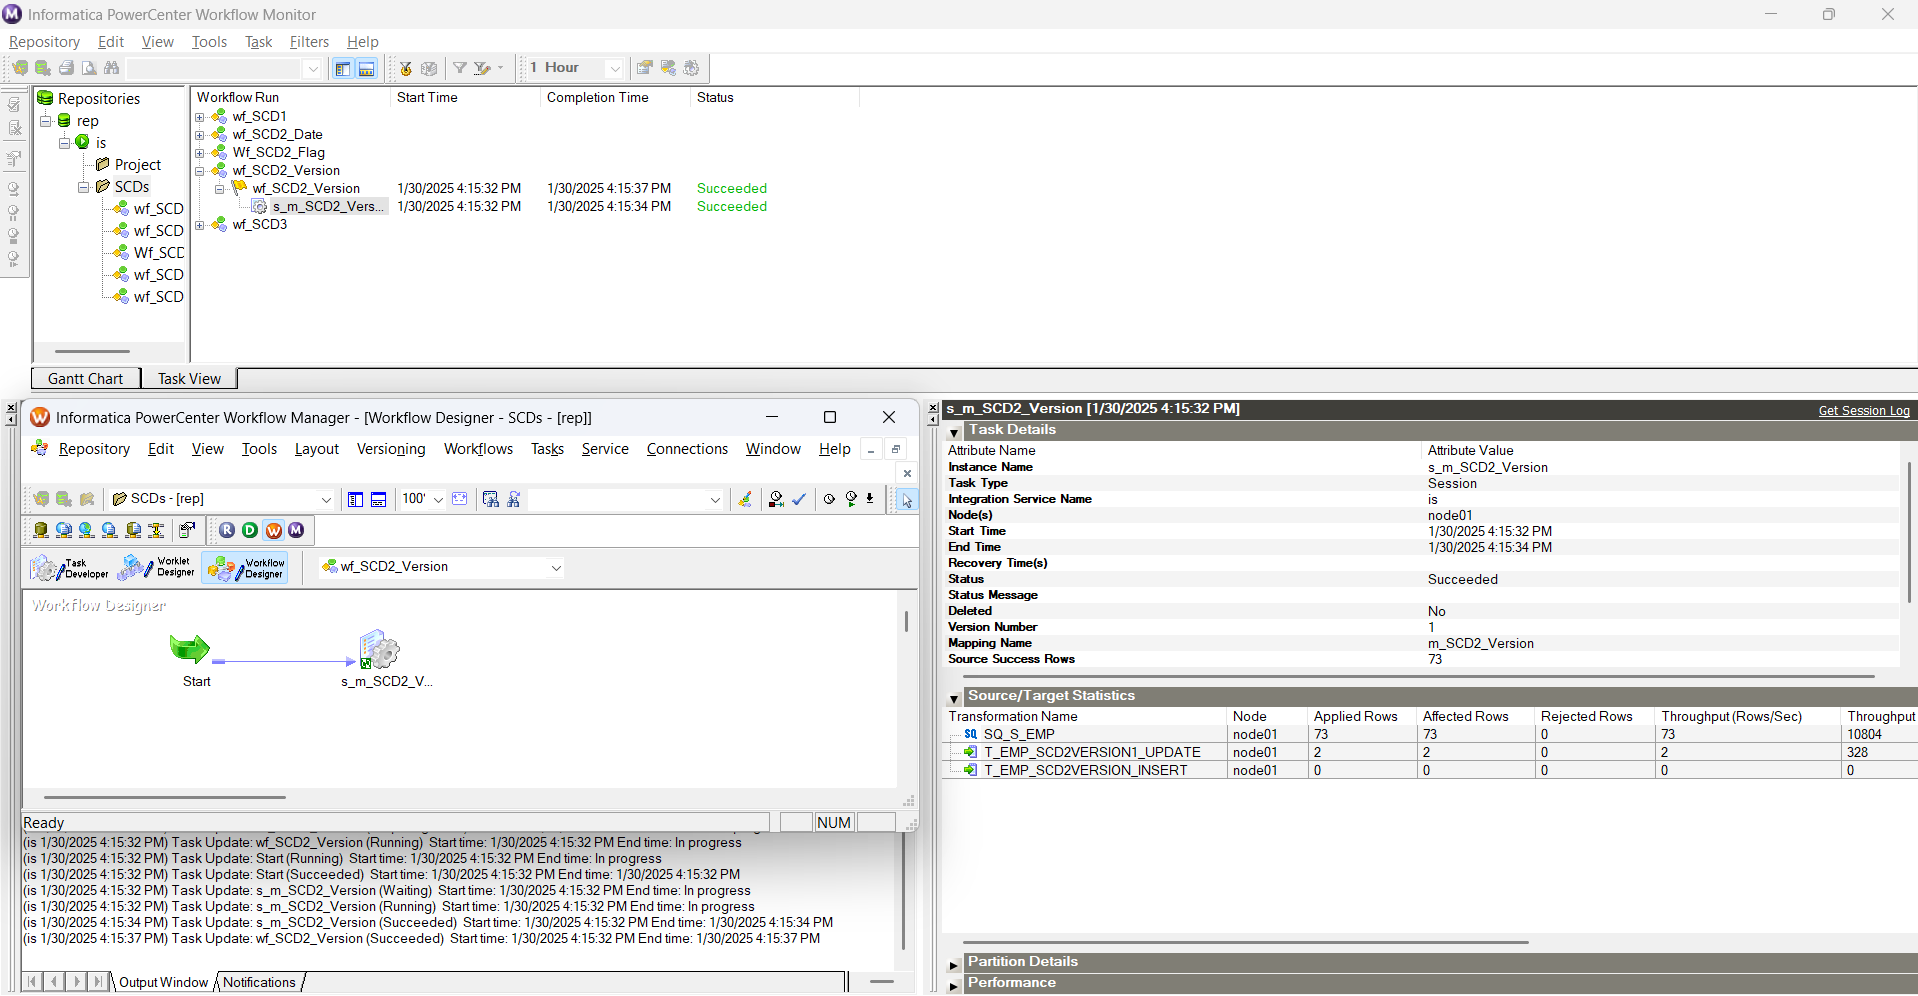 Informatica PowerCenter Workflow Monitor
Repository Edit View Tools Task Filters Help
1 Hour
Repositories
rep
is
Project
SCDs
wf_SCD
wf_SCD
Wf_SCD
wf_SCD
wf_SCD
Workflow Run Start Time Completion Time Status
wf_SCD1
wf_SCD2_Date
Wf_SCD2_Flag
wf_SCD2_Version
wf_SCD2_Version 1/30/2025 4:15:32 PM 1/30/2025 4:15:37 PM Succeeded
s_m_SCD2_Vers... 1/30/2025 4:15:32 PM 1/30/2025 4:15:34 PM Succeeded
wf_SCD3
Gantt Chart Task View
Informatica PowerCenter Workflow Manager - [Workflow Designer - SCDs - [rep]]
Repository Edit View Tools Layout Versioning Workflows Tasks Service Connections Window Help
SCDs - [rep] 100'
R D W M
Task Developer Worklet Designer Workflow Designer wf_SCD2_Version
Workflow Designer
Start s_m_SCD2_V...
Ready NUM
(is 1/30/2025 4:15:32 PM) Task Update: wf_SCD2_Version (Running) Start time: 1/30/2025 4:15:32 PM End time: In progress
(is 1/30/2025 4:15:32 PM) Task Update: Start (Running) Start time: 1/30/2025 4:15:32 PM End time: In progress
(is 1/30/2025 4:15:32 PM) Task Update: Start (Succeeded) Start time: 1/30/2025 4:15:32 PM End time: 1/30/2025 4:15:32 PM
(is 1/30/2025 4:15:32 PM) Task Update: s_m_SCD2_Version (Waiting) Start time: 1/30/2025 4:15:32 PM End time: In progress
(is 1/30/2025 4:15:32 PM) Task Update: s_m_SCD2_Version (Running) Start time: 1/30/2025 4:15:32 PM End time: In progress
(is 1/30/2025 4:15:34 PM) Task Update: s_m_SCD2_Version (Succeeded) Start time: 1/30/2025 4:15:32 PM End time: 1/30/2025 4:15:34 PM
(is 1/30/2025 4:15:37 PM) Task Update: wf_SCD2_Version (Succeeded) Start time: 1/30/2025 4:15:32 PM End time: 1/30/2025 4:15:37 PM
Output Window Notifications
s_m_SCD2_Version [1/30/2025 4:15:32 PM] Get Session Log
Task Details
Attribute Name Attribute Value
Instance Name s_m_SCD2_Version
Task Type Session
Integration Service Name is
Node(s) node01
Start Time 1/30/2025 4:15:32 PM
End Time 1/30/2025 4:15:34 PM
Recovery Time(s)
Status Succeeded
Status Message
Deleted No
Version Number 1
Mapping Name m_SCD2_Version
Source Success Rows 73
Source/Target Statistics
Transformation Name Node Applied Rows Affected Rows Rejected Rows Throughput (Rows/Sec) Throughput
SQ SQ_S_EMP node01 73 73 0 73 10804
T_EMP_SCD2VERSION1_UPDATE node01 2 2 0 2 328
T_EMP_SCD2VERSION_INSERT node01 0 0 0 0 0
Partition Details
Performance